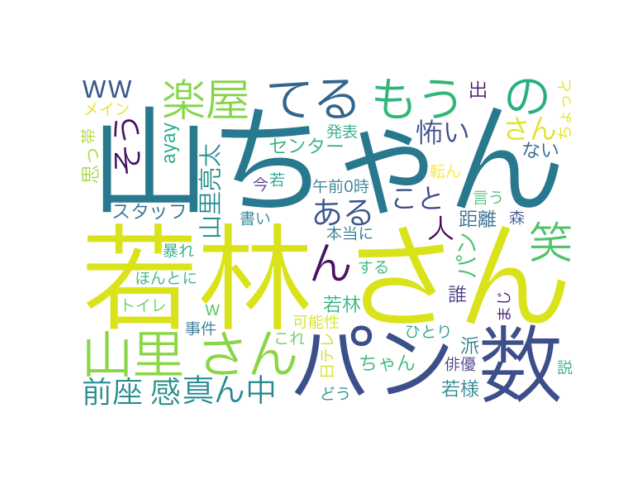 ww
メイン
楽屋
てる
もう
の
出
とっちゃ
山ちゃん
思っ
帯
そう
ayay
山里亮太
センター
発表
怖い
さん
ない
今
若
午前0時
こと
転ん
言う
スタッフ
書い
ある
本当に
人
距離
森
若林さん
暴れ
ほんとに
トイレ
w
ん
する
若林
パン
誰
まじ
笑
事件
可能性
これ
日テレ
ひとり
派
山里さん
パン
数
ちゃん
俳優
説
前座
感
真ん中
どう
若様